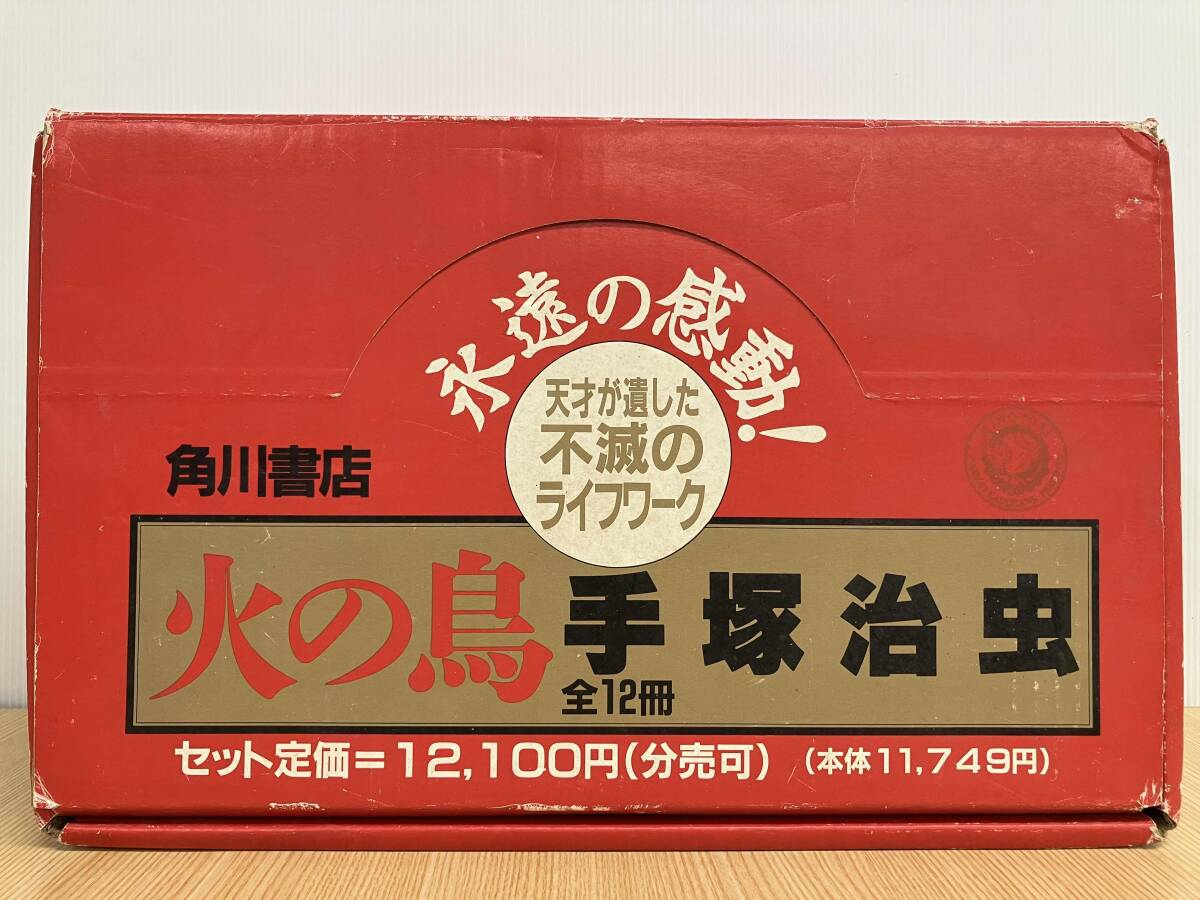 永遠の感動!
天才が遺した
不滅の
ライフワーク
角川書店
火の鳥 手塚治虫
全12冊
セット定価=12,100円(分売可) (本体11,749円)